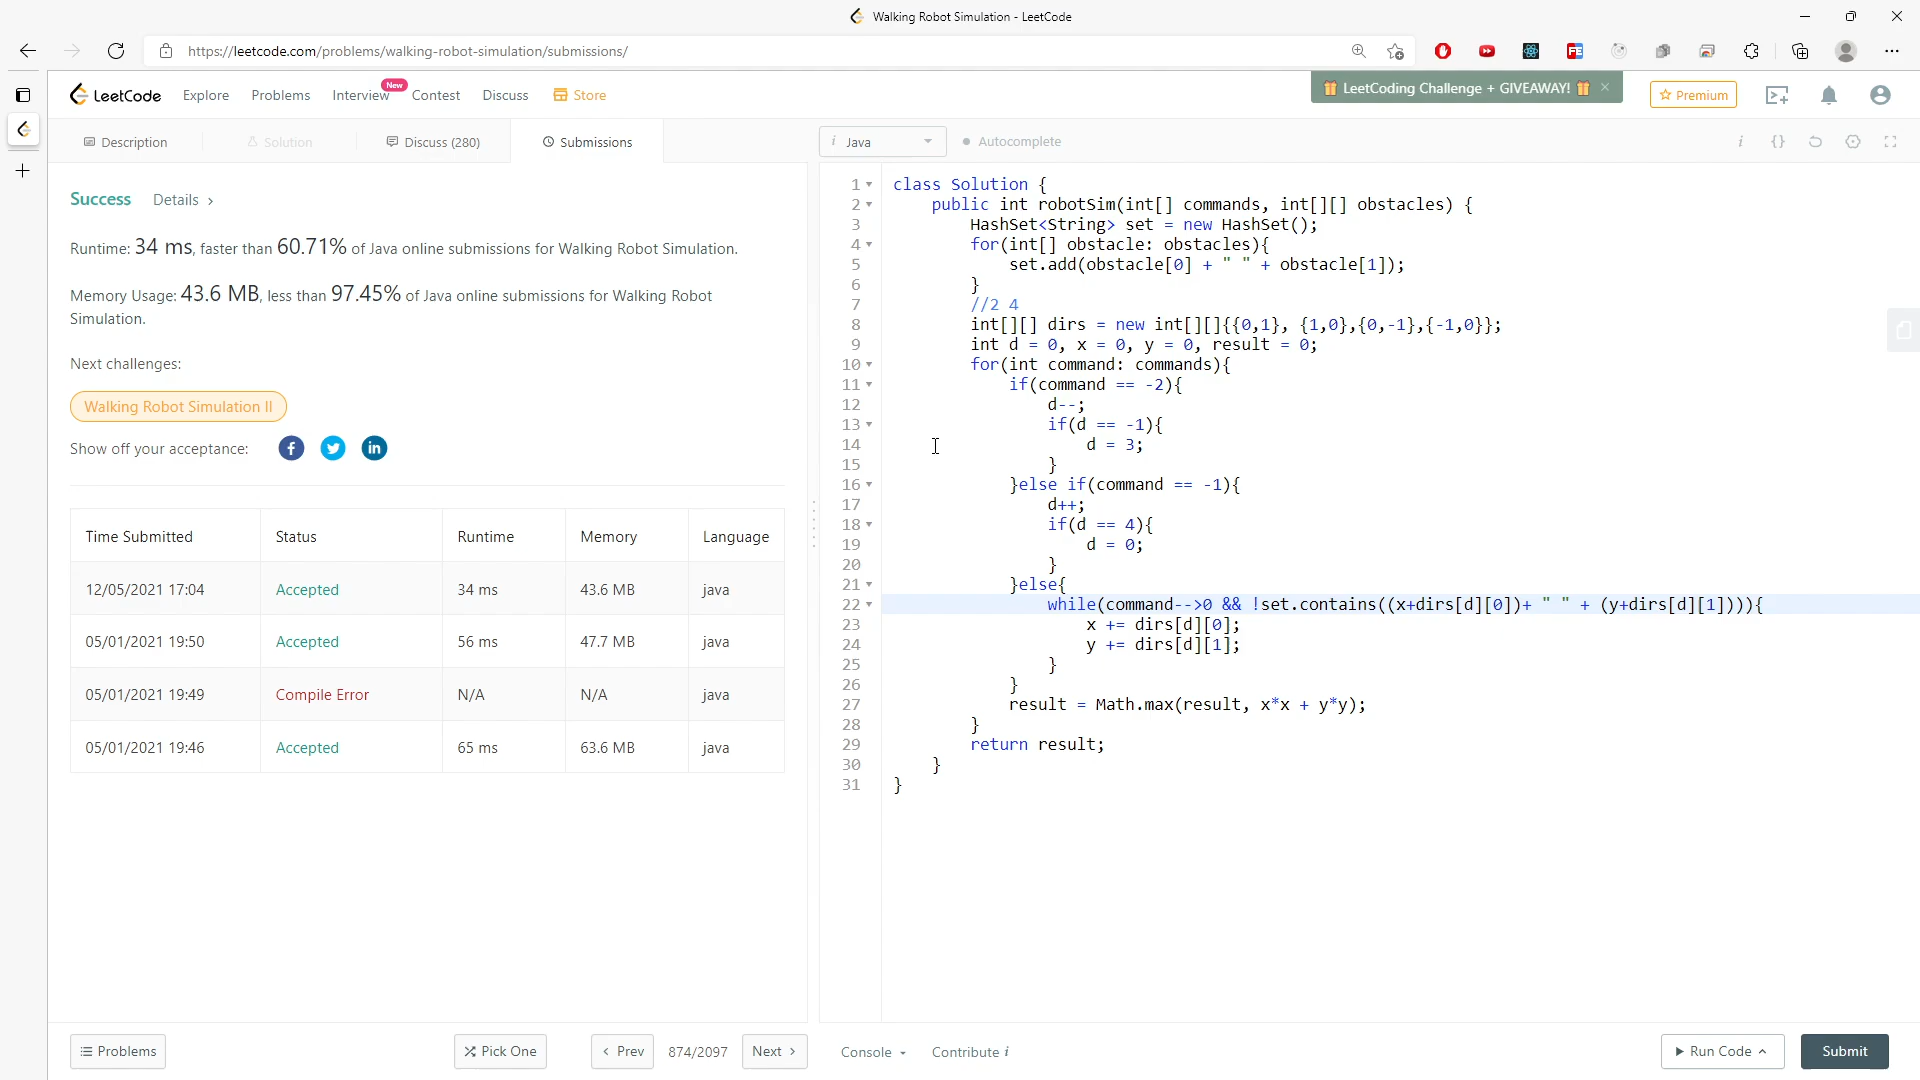 Walking Robot Simulation - LeetCode
https://leetcode.com/problems/walking-robot-simulation/submissions/
LeetCode
Explore
Problems
Interview
New
Contest
Discuss
Store
LeetCoding Challenge + GIVEAWAY!
Premium
Description
Solution
Discuss (280)
Submissions
i Java
Autocomplete
Success Details
Runtime: 34 ms, faster than 60.71% of Java online submissions for Walking Robot Simulation.
Memory Usage: 43.6 MB, less than 97.45% of Java online submissions for Walking Robot
Simulation.
Next challenges:
Walking Robot Simulation II
Show off your acceptance:
Time Submitted Status Runtime Memory Language
12/05/2021 17:04 Accepted 34 ms 43.6 MB java
05/01/2021 19:50 Accepted 56 ms 47.7 MB java
05/01/2021 19:49 Compile Error N/A N/A java
05/01/2021 19:46 Accepted 65 ms 63.6 MB java
1 class Solution {
2 public int robotSim(int[] commands, int[][] obstacles) {
3 HashSet<String> set = new HashSet();
4 for(int[] obstacle: obstacles){
5 set.add(obstacle[0] + " " + obstacle[1]);
6 }
7 //2 4
8 int[][] dirs = new int[][]{{0,1}, {1,0},{0,-1},{-1,0}};
9 int d = 0, x = 0, y = 0, result = 0;
10 for(int command: commands){
11 if(command == -2){
12 d--;
13 if(d == -1){
14 d = 3;
15 }
16 }else if(command == -1){
17 d++;
18 if(d == 4){
19 d = 0;
20 }
21 }else{
22 while(command-->0 && !set.contains((x+dirs[d][0])+ " " + (y+dirs[d][1]))){
23 x += dirs[d][0];
24 y += dirs[d][1];
25 }
26 }
27 result = Math.max(result, x*x + y*y);
28 }
29 return result;
30 }
31 }
Problems
Pick One
Prev
874/2097
Next
Console
Contribute i
Run Code
Submit